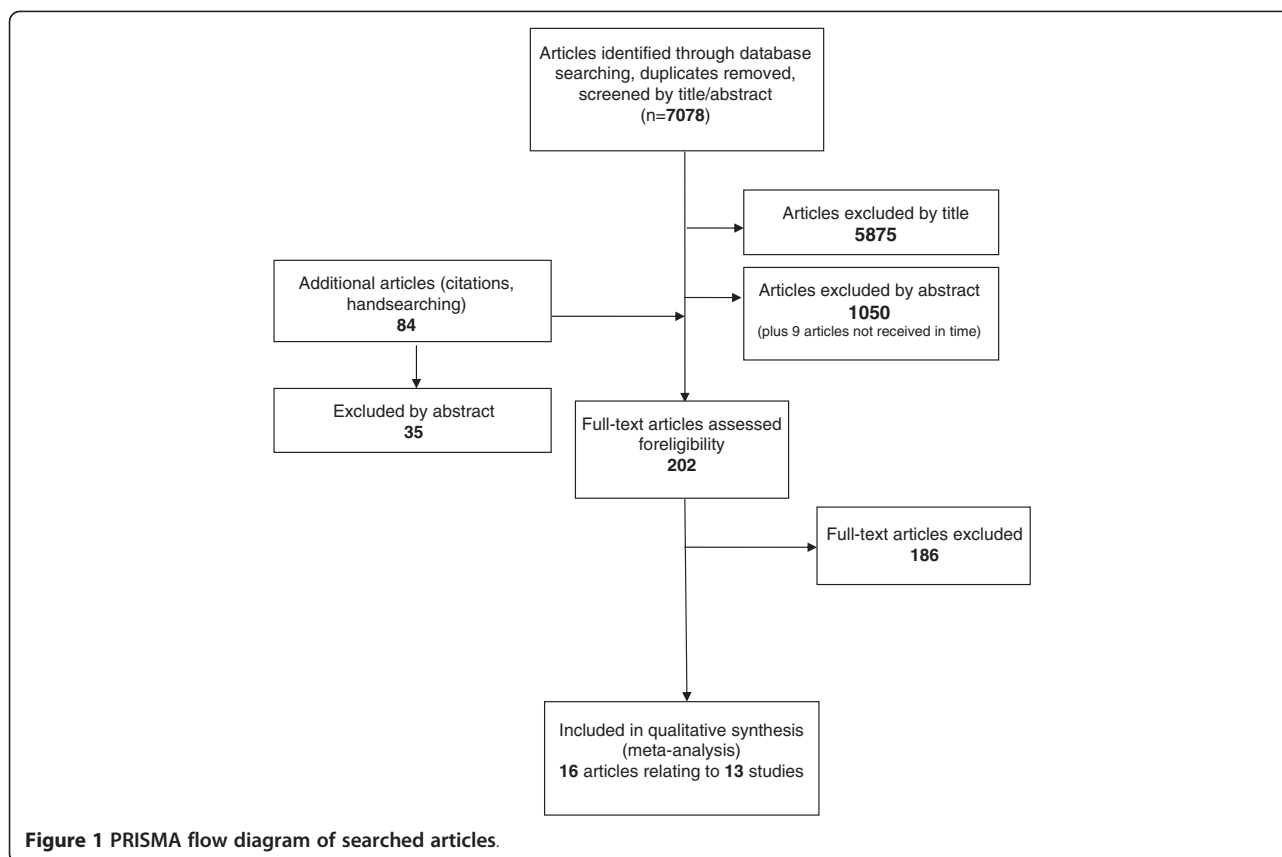 Articles identified through database
searching, duplicates removed,
screened by title/abstract
(n=7078)
Articles excluded by title
5875
Additional articles (citations,
handsearching)
84
Articles excluded by abstract
1050
(plus 9 articles not received in time)
Excluded by abstract
35
Full-text articles assessed
foreligibility
202
Full-text articles excluded
186
Included in qualitative synthesis
(meta-analysis)
16 articles relating to 13 studies
Figure 1 PRISMA flow diagram of searched articles.